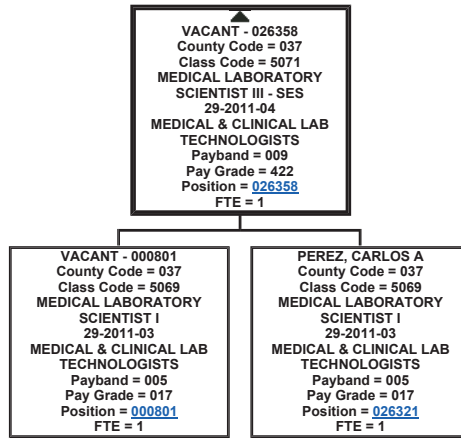 VACANT - 026358
County Code = 037
Class Code = 5071
MEDICAL LABORATORY
SCIENTIST III - SES
29-2011-04
MEDICAL & CLINICAL LAB
TECHNOLOGISTS
Payband = 009
Pay Grade = 422
Position = 026358
FTE = 1
VACANT - 000801
County Code = 037
Class Code = 5069
MEDICAL LABORATORY
SCIENTIST I
29-2011-03
MEDICAL & CLINICAL LAB
TECHNOLOGISTS
Payband = 005
Pay Grade = 017
Position = 000801
FTE = 1
PEREZ, CARLOS A
County Code = 037
Class Code = 5069
MEDICAL LABORATORY
SCIENTIST I
29-2011-03
MEDICAL & CLINICAL LAB
TECHNOLOGISTS
Payband = 005
Pay Grade = 017
Position = 026321
FTE = 1